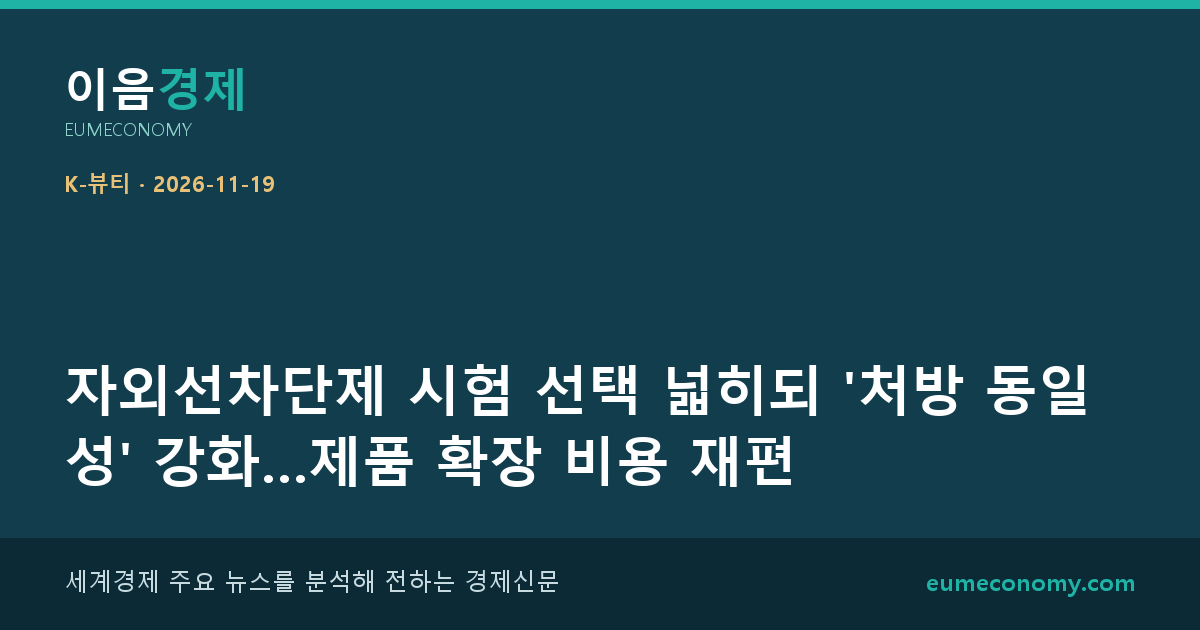 이음경제
EUMECONOMY
K-뷰티 · 2026-11-19
자외선차단제 시험 선택 넓히되 '처방 동일
성' 강화...제품 확장 비용 재편
세계경제 주요 뉴스를 분석해 전하는 경제신문
eumeconomy.com